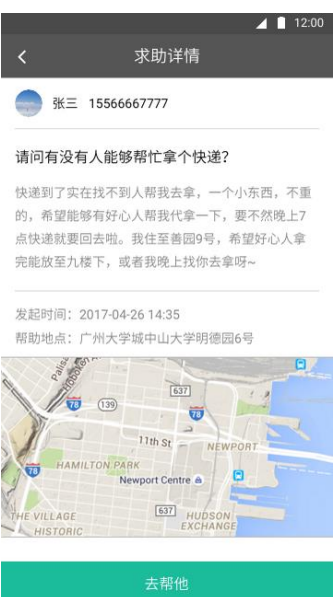 12:00
求助详情
张三 15566667777
请问有没有人能够帮忙拿个快递?
快递到了实在找不到人帮我去拿，一个小东西，不重
的，希望能够有好心人帮我代拿一下，要不然晚上7
点快递就要回去啦。我住至善园9号，希望好心人拿
完能放至九楼下，或者我晚上找你去拿呀~
发起时间：2017-04-26 14:35
帮助地点：广州大学城中山大学明德园6号
Hoboken A
637
78
139
11th St
NEWPORT
78
HAMILTON PARK
Newport Centre
THE VILLAGE
637
HUDSON
HISTORIC
EXCHANGE
去帮他